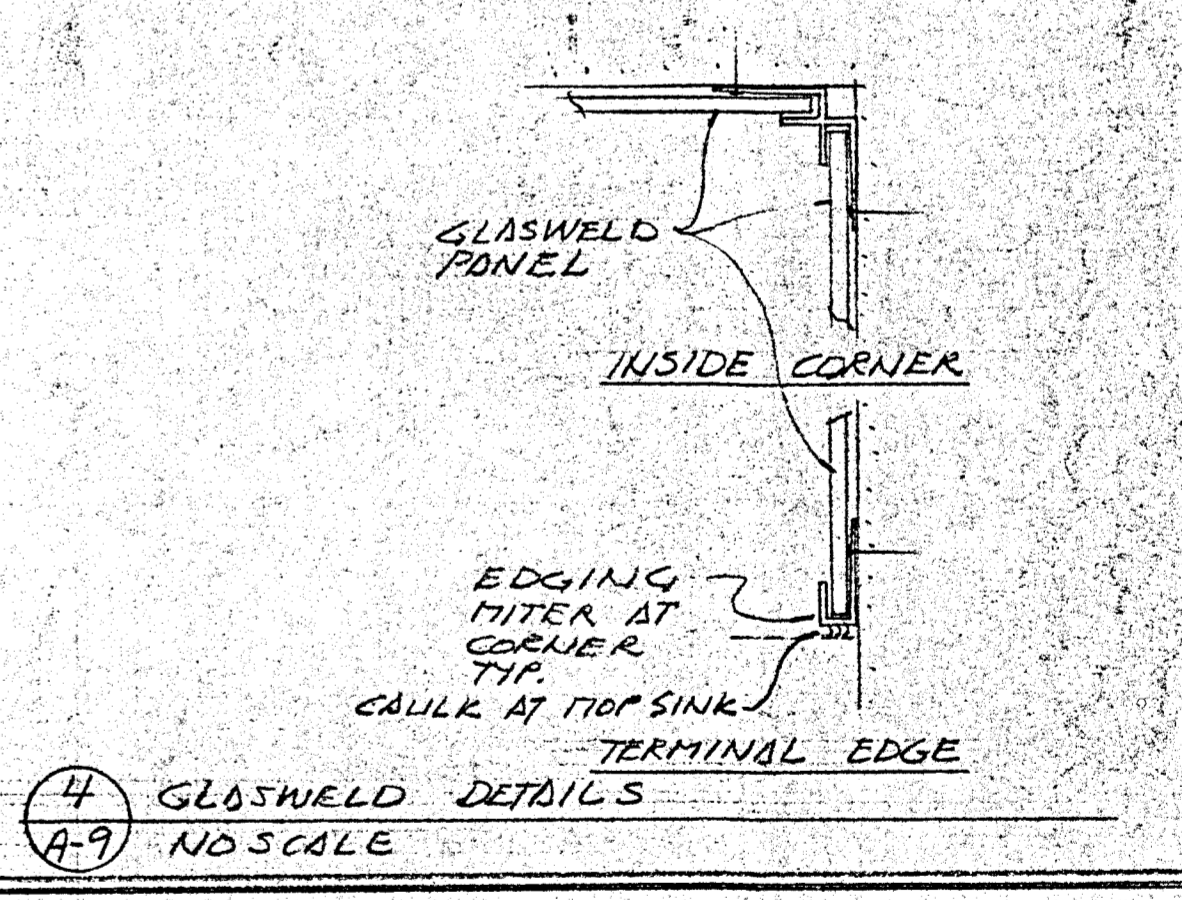 GLASWELD
PANEL
INSIDE CORNER
EDGING
MITER AT
CORNER
TYP.
CAULK AT MOP SINK
TERMINAL EDGE
4
A-9
GLASWELD DETAILS
NO SCALE